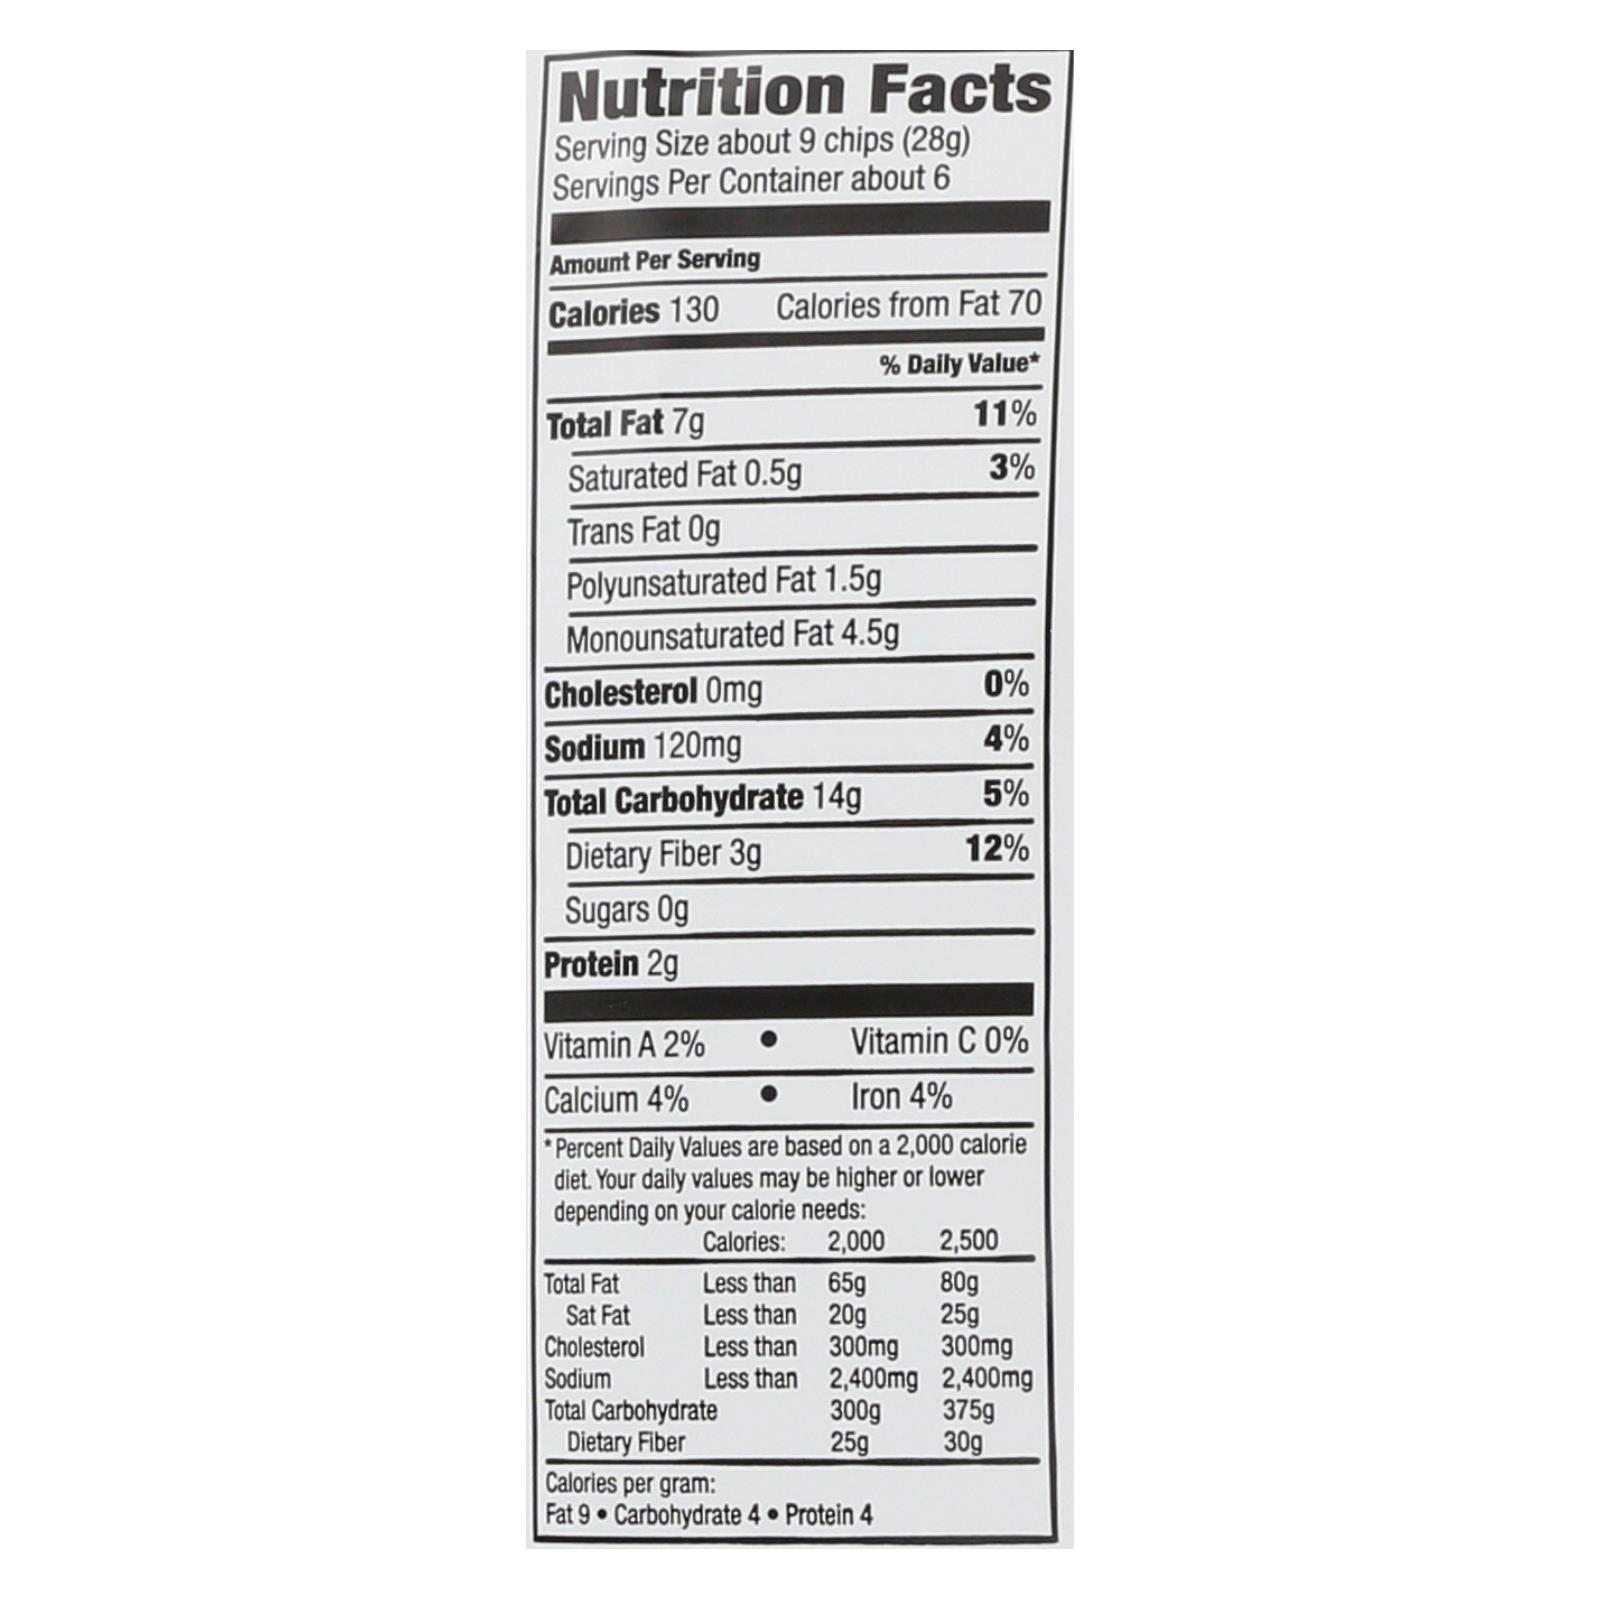 Nutrition Facts
Serving Size about 9 chips (28g)
Servings Per Container about 6
Amount Per Serving
Calories 130 Calories from Fat 70
% Daily Value*
Total Fat 7g 11%
Saturated Fat 0.5g 3%
Trans Fat 0g
Polyunsaturated Fat 1.5g
Monounsaturated Fat 4.5g
Cholesterol 0mg 0%
Sodium 120mg 4%
Total Carbohydrate 14g 5%
Dietary Fiber 3g 12%
Sugars 0g
Protein 2g
Vitamin A 2% • Vitamin C 0%
Calcium 4% • Iron 4%
*Percent Daily Values are based on a 2,000 calorie
diet. Your daily values may be higher or lower
depending on your calorie needs:
Calories: 2,000 2,500
Total Fat Less than 65g 80g
Sat Fat Less than 20g 25g
Cholesterol Less than 300mg 300mg
Sodium Less than 2,400mg 2,400mg
Total Carbohydrate 300g 375g
Dietary Fiber 25g 30g
Calories per gram:
Fat 9 • Carbohydrate 4 • Protein 4